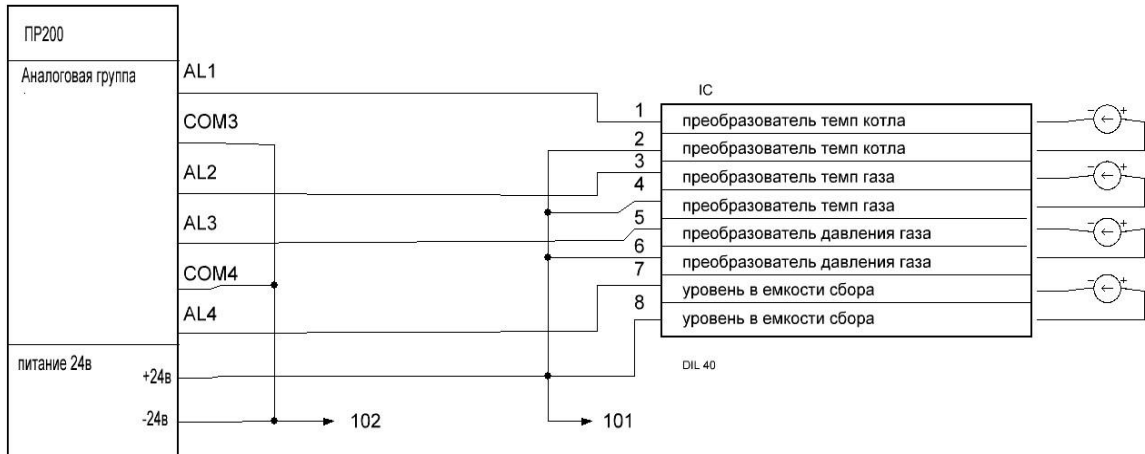 ПР200
Аналоговая группа
AL1
COM3
AL2
AL3
COM4
AL4
питание 24в
+24в
-24в
102
101
IC
1 преобразователь темп котла
2 преобразователь темп котла
3 преобразователь темп газа
4 преобразователь темп газа
5 преобразователь давления газа
6 преобразователь давления газа
7 уровень в емкости сбора
8 уровень в емкости сбора
DIL 40
- +
- +
- +
- +